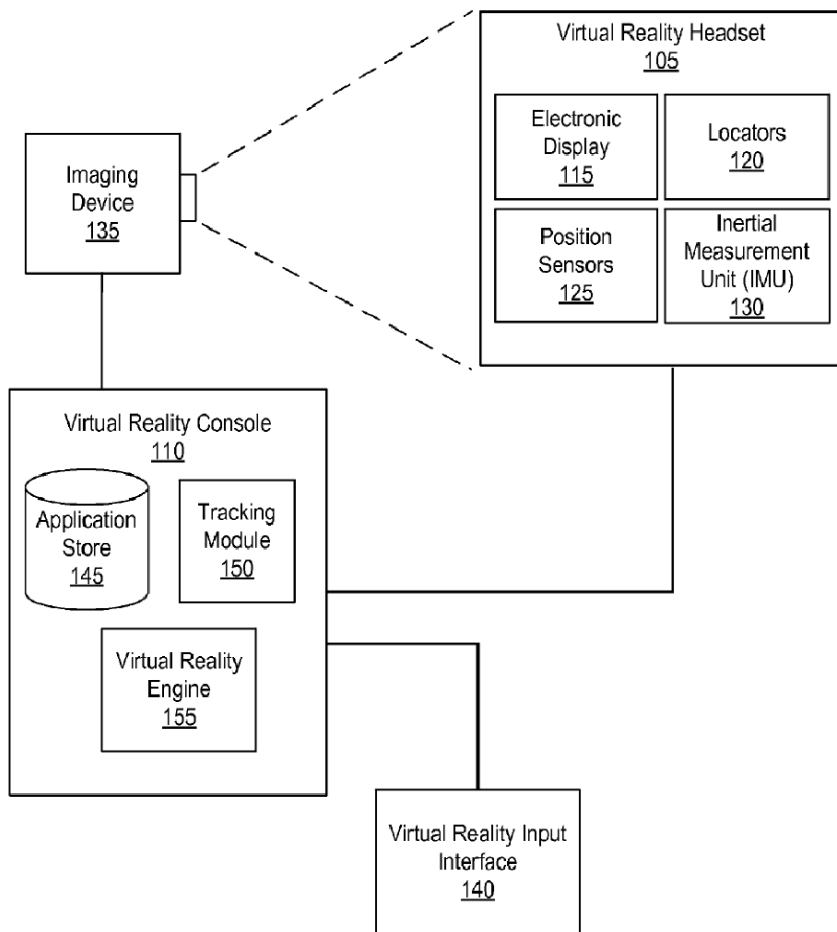 Virtual Reality Headset
105
Electronic
Display
115
Locators
120
Position
Sensors
125
Inertial
Measurement
Unit (IMU)
130
Imaging
Device
135
Virtual Reality Console
110
Application
Store
145
Tracking
Module
150
Virtual Reality
Engine
155
Virtual Reality Input
Interface
140